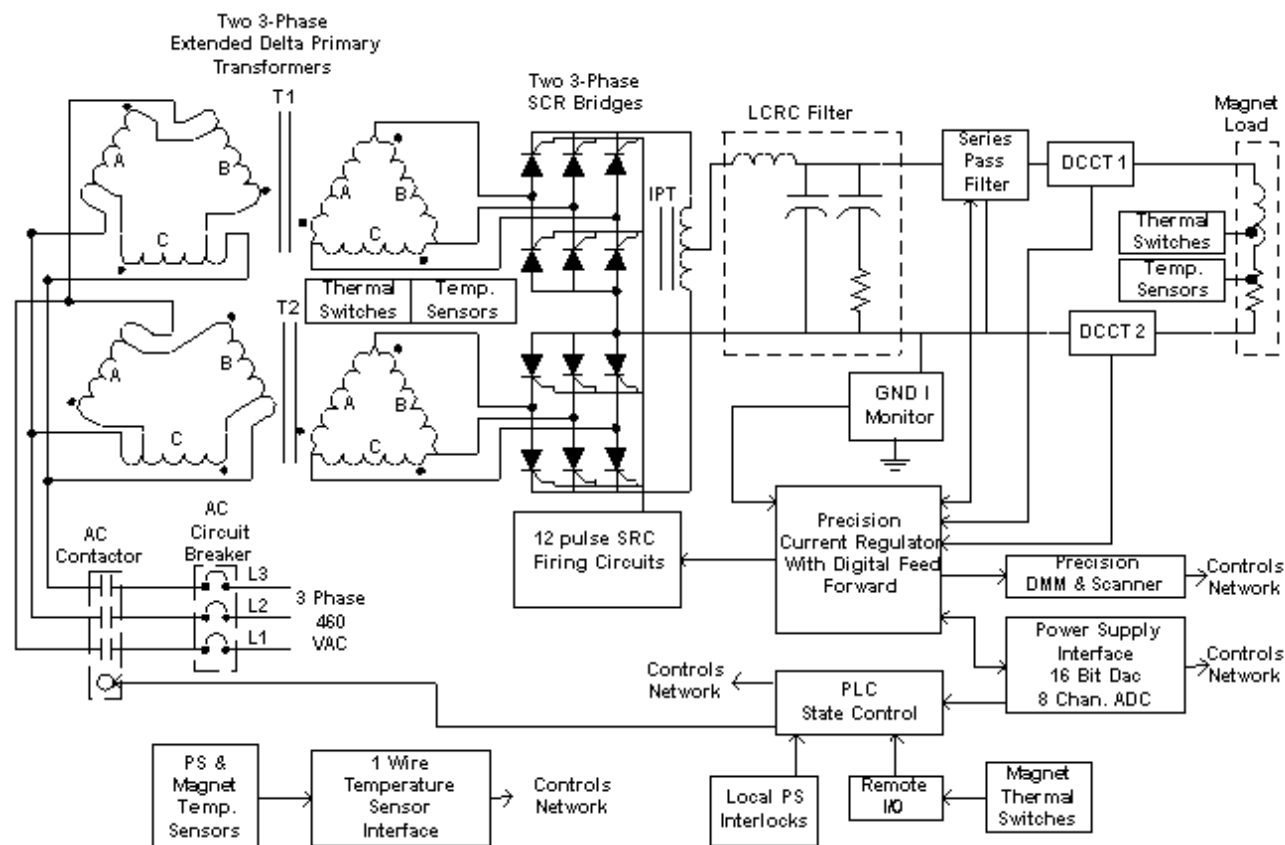 Two 3-Phase
Extended Delta Primary
Transformers
T1
Two 3-Phase
SCR Bridges
LCRC Filter
Series
Pass
Filter
DCCT 1
Magnet
Load
A
B
C
A
B
C
IPT
Thermal
Switches
Temp.
Sensors
Thermal
Switches
Temp.
Sensors
T2
A
B
C
A
B
C
DCCT 2
GND I
Monitor
AC
Contactor
AC
Circuit
Breaker
L3
L2
L1
3 Phase
460
VAC
12 pulse SRC
Firing Circuits
Precision
Current Regulator
With Digital Feed
Forward
Precision
DMM & Scanner
Controls
Network
Power Supply
Interface
16 Bit Dac
8 Chan. ADC
Controls
Network
Controls
Network
PLC
State Control
PS &
Magnet
Temp.
Sensors
1 Wire
Temperature
Sensor
Interface
Controls
Network
Local PS
Interlocks
Remote
I/O
Magnet
Thermal
Switches